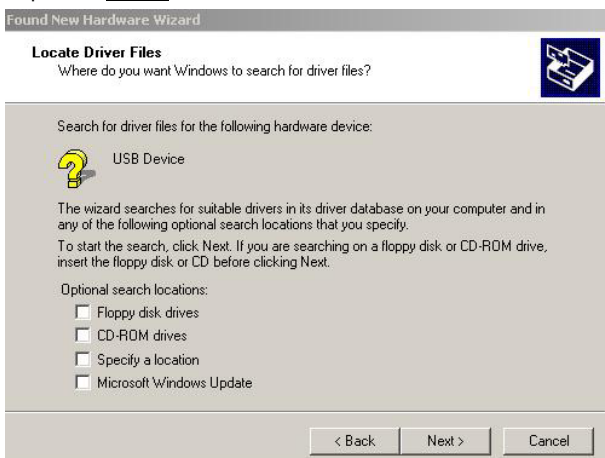 Found New Hardware Wizard
Locate Driver Files
Where do you want Windows to search for driver files?
Search for driver files for the following hardware device:
USB Device
The wizard searches for suitable drivers in its driver database on your computer and in
any of the following optional search locations that you specify.
To start the search, click Next. If you are searching on a floppy disk or CD-ROM drive,
insert the floppy disk or CD before clicking Next.
Optional search locations:
Floppy disk drives
CD-ROM drives
Specify a location
Microsoft Windows Update
< Back
Next >
Cancel